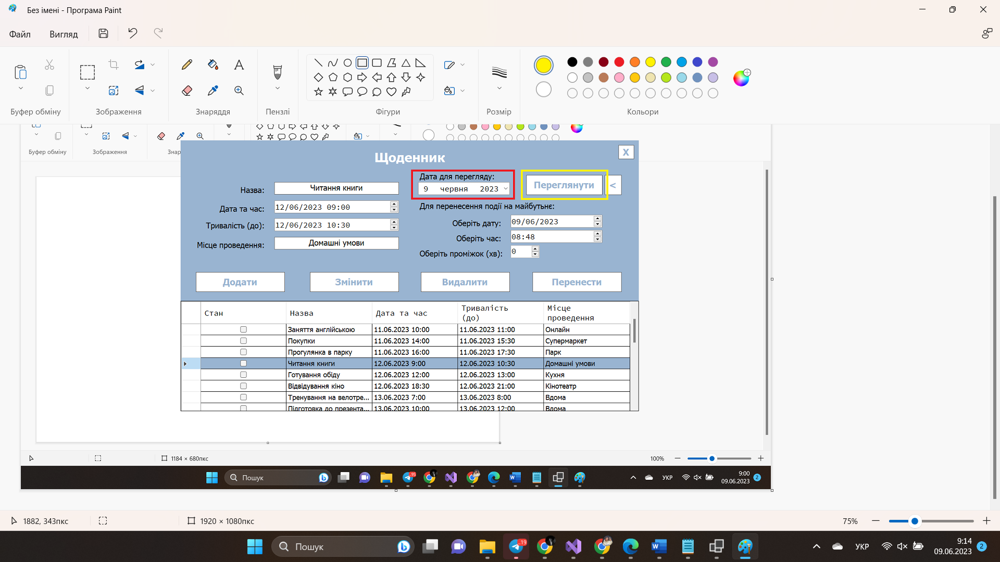 Без імені - Програма Paint
Файл
Вигляд
Буфер обміну
Зображення
Знаряддя
Пензлі
Фігури
Розмір
Кольори
Буфер обміну
Зображення
Знар
Щоденник
X
Назва:
Читання книги
Дата та час:
12/06/2023 09:00
Тривалість (до):
12/06/2023 10:30
Місце проведення:
Домашні умови
Дата для перегляду:
9 червня 2023
Переглянути
<
Для перенесення події на майбутьнє:
Оберіть дату:
09/06/2023
Оберіть час:
08:48
Оберіть проміжок (хв):
0
Додати
Змінити
Видалити
Перенести
Стан Назва Дата та час Тривалість (до) Місце проведення
Заняття англійською 11.06.2023 10:00 11.06.2023 11:00 Онлайн
Покупки 11.06.2023 14:00 11.06.2023 15:30 Супермаркет
Прогулянка в парку 11.06.2023 16:00 11.06.2023 17:30 Парк
Читання книги 12.06.2023 9:00 12.06.2023 10:30 Домашні умови
Готування обіду 12.06.2023 12:00 12.06.2023 13:00 Кухня
Відвідування кіно 12.06.2023 18:30 12.06.2023 21:00 Кінотеатр
Тренування на велотре... 13.06.2023 7:00 13.06.2023 8:00 Вдома
Підготовка до презента... 13.06.2023 10:00 13.06.2023 12:00 Вдома
1184 × 680пкс
100%
Пошук
95
УКР
9:00
09.06.2023
2
1882, 343пкс
1920 × 1080пкс
75%
Пошук
..19
УКР
9:14
09.06.2023
2